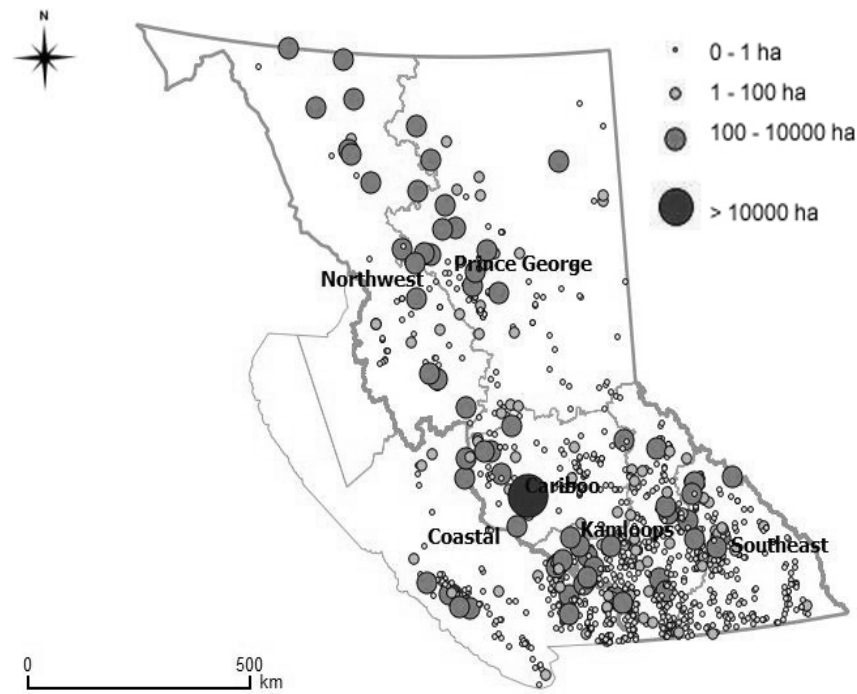 N
0 - 1 ha
1 - 100 ha
100 - 10000 ha
> 10000 ha
Northwest
Prince George
Cariboo
Coastal
Kamloops
Southeast
0
500
km